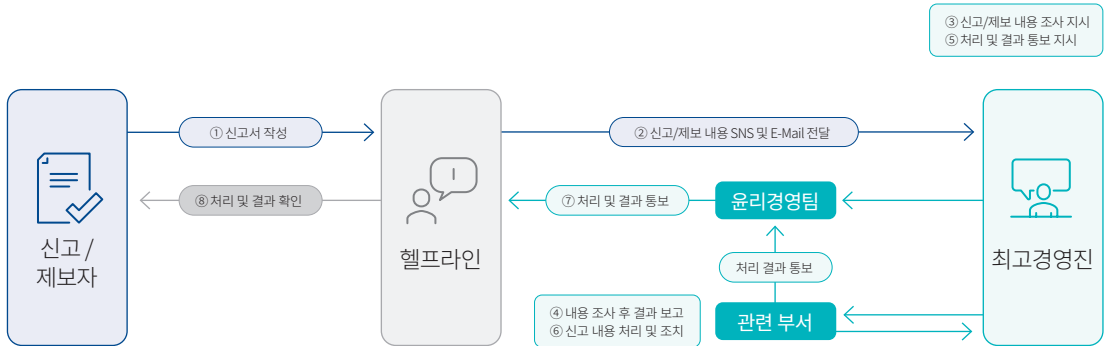 ③ 신고/제보 내용 조사 지시
⑤ 처리 및 결과 통보 지시
① 신고서 작성
② 신고/제보 내용 SNS 및 E-Mail 전달
⑧ 처리 및 결과 확인
⑦ 처리 및 결과 통보
윤리경영팀
신고 /
제보자
헬프라인
최고경영진
처리 결과 통보
④ 내용 조사 후 결과 보고
⑥ 신고 내용 처리 및 조치
관련 부서